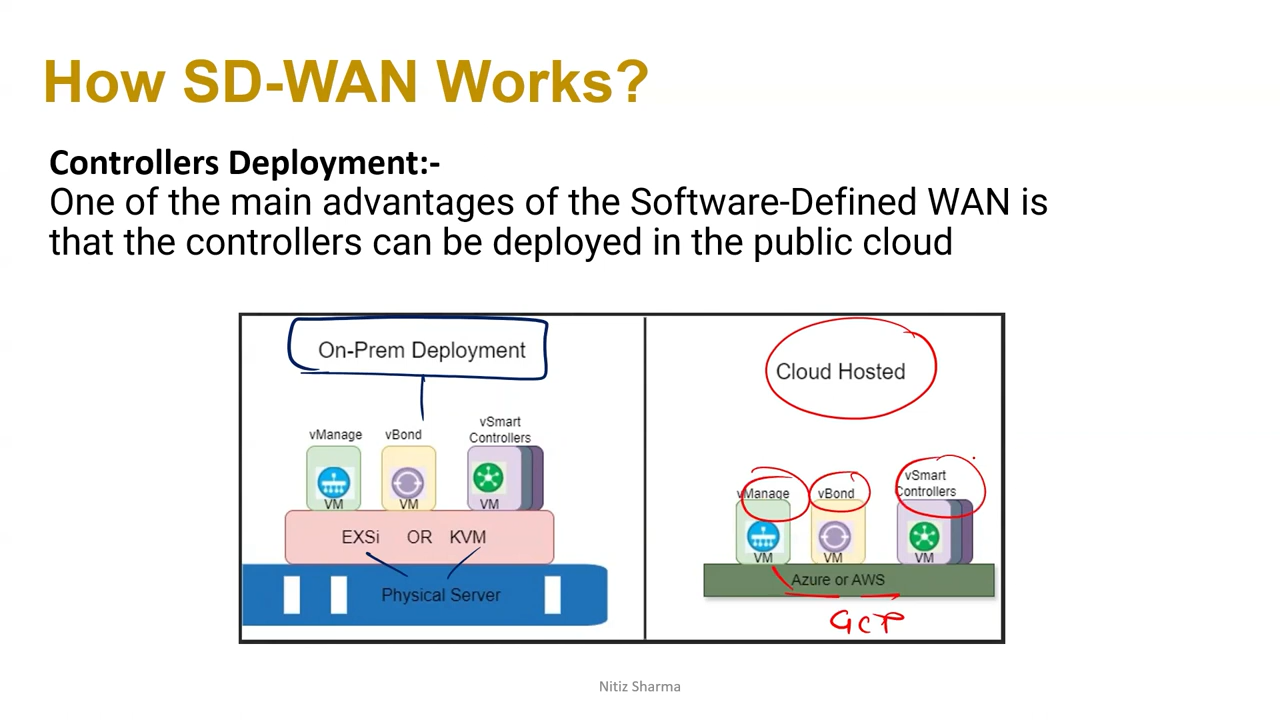 How SD-WAN Works?
Controllers Deployment:-
One of the main advantages of the Software-Defined WAN is
that the controllers can be deployed in the public cloud
On-Prem Deployment
vManage
vBond
vSmart
Controllers
VM
VM
VM
EXSi OR KVM
Physical Server
Cloud Hosted
vManage
vBond
vSmart
Controllers
VM
VM
VM
Azure or AWS
GCP
Nitiz Sharma